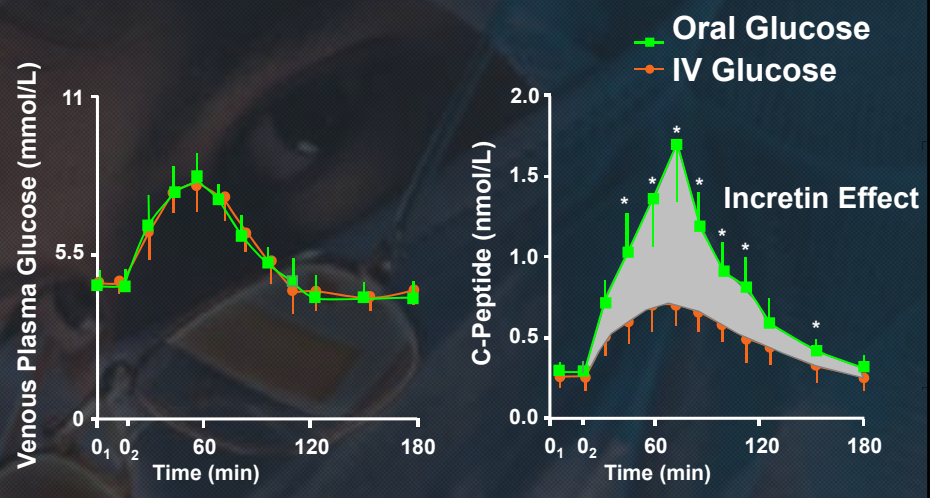 Oral Glucose
IV Glucose
Venous Plasma Glucose (mmol/L)
11
5.5
0
0₁ 0₂ 60 120 180
Time (min)
C-Peptide (nmol/L)
2.0
1.5
1.0
0.5
0.0
* * * * * * *
Incretin Effect
0₁ 0₂ 60 120 180
Time (min)